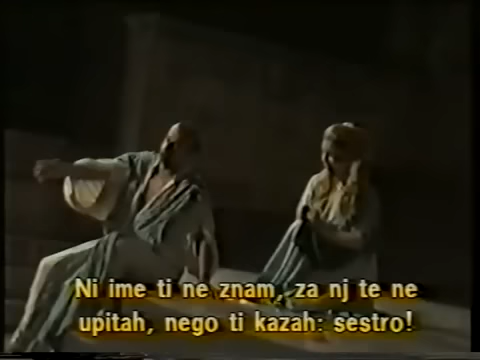 Ni ime ti ne znam, za nj te ne
upitah, nego ti kazah: sestro!